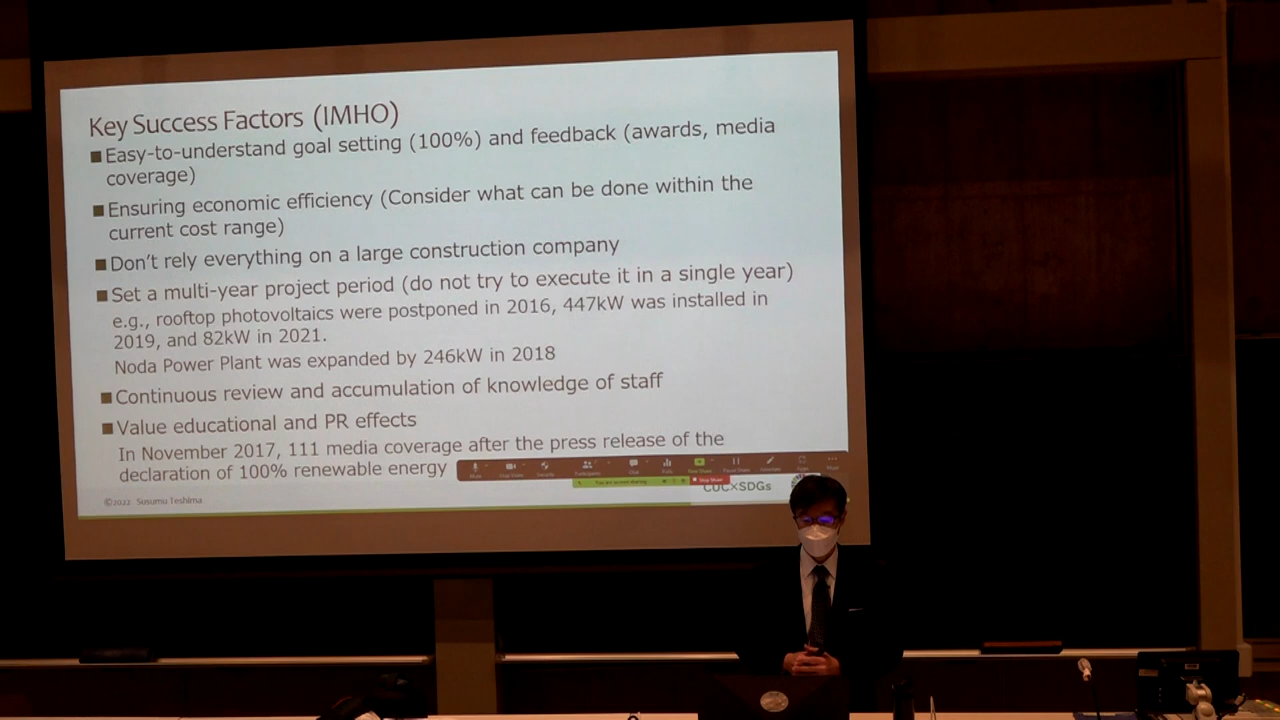 Key Success Factors (IMHO)
■Easy-to-understand goal setting (100%) and feedback (awards, media
coverage)
■Ensuring economic efficiency (Consider what can be done within the
current cost range)
■Don't rely everything on a large construction company
■Set a multi-year project period (do not try to execute it in a single year)
e.g., rooftop photovoltaics were postponed in 2016, 447kW was installed in
2019, and 82kW in 2021.
Noda Power Plant was expanded by 246kW in 2018
■Continuous review and accumulation of knowledge of staff
■Value educational and PR effects
In November 2017, 111 media coverage after the press release of the
declaration of 100% renewable energy
Stop Share
CUC×SDGs
©2022 Susumu Teshima